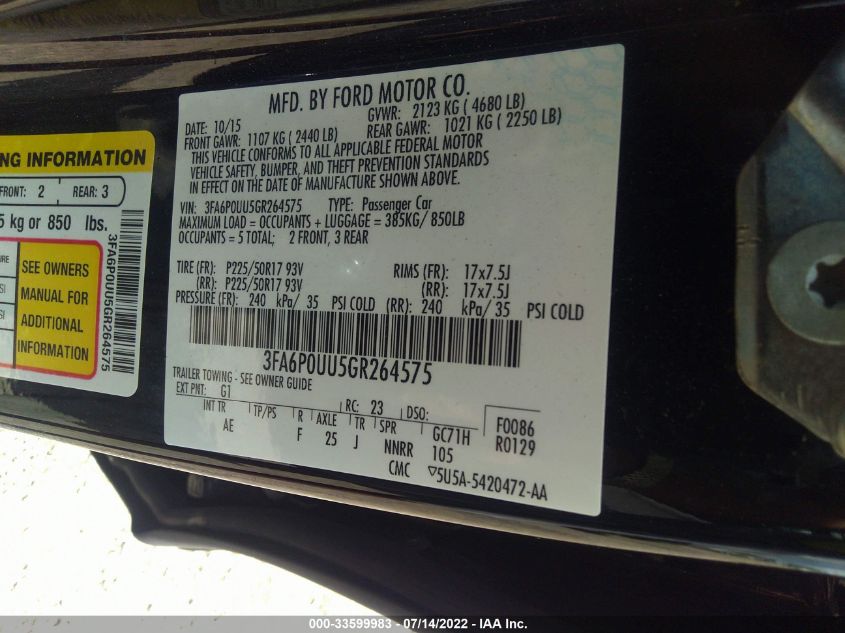 MFD. BY FORD MOTOR CO.
DATE: 10/15 GVWR: 2123 KG ( 4680 LB)
FRONT GAWR: 1107 KG ( 2440 LB) REAR GAWR: 1021 KG ( 2250 LB)
THIS VEHICLE CONFORMS TO ALL APPLICABLE FEDERAL MOTOR
VEHICLE SAFETY, BUMPER, AND THEFT PREVENTION STANDARDS
IN EFFECT ON THE DATE OF MANUFACTURE SHOWN ABOVE.
VIN: 3FA6P0UU5GR264575 TYPE: Passenger Car
MAXIMUM LOAD = OCCUPANTS + LUGGAGE = 385KG/ 850LB
OCCUPANTS = 5 TOTAL; 2 FRONT, 3 REAR
TIRE (FR): P225/50R17 93V RIMS (FR): 17x7.5J
(RR): P225/50R17 93V (RR): 17x7.5J
PRESSURE (FR): 240 kPa/ 35 PSI COLD (RR): 240 kPa/ 35 PSI COLD
3FA6P0UU5GR264575
TRAILER TOWING - SEE OWNER GUIDE
EXT PNT: G1 RC: 23 DSO: F0086
INT TR TP/PS R AXLE TR SPR GC71H R0129
AE F 25 J NNRR 105
CMC ▽5U5A-5420472-AA
INFORMATION
FRONT: 2 REAR: 3
kg or 850 lbs.
SEE OWNERS
MANUAL FOR
ADDITIONAL
INFORMATION
3FA6P0UU5GR264575
000-33599983 - 07/14/2022 - IAA Inc.